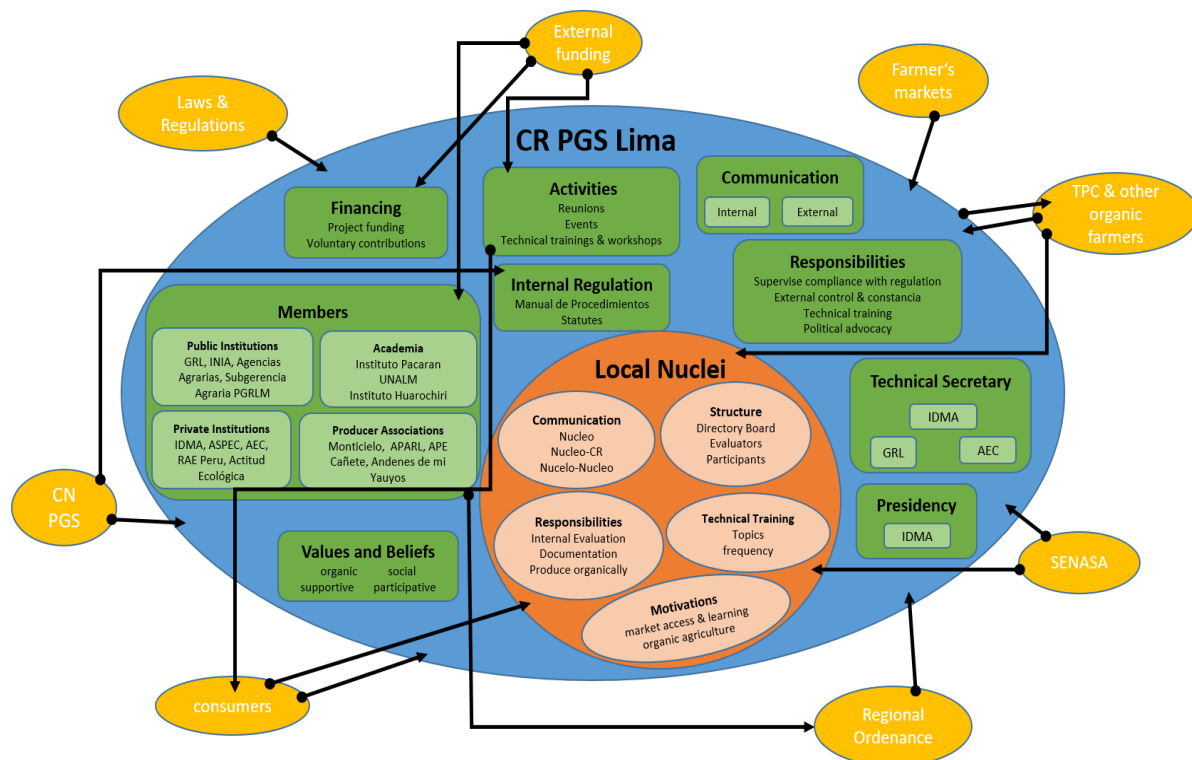 External
funding
Farmer's
markets
Laws &
Regulations
CR PGS Lima
TPC & other
organic
farmers
Financing
Project funding
Voluntary contributions
Activities
Reunions
Events
Technical trainings & workshops
Communication
Internal
External
Internal Regulation
Manual de Procedimientos
Statutes
Responsibilities
Supervise compliance with regulation
External control & constancia
Technical training
Political advocacy
Members
Public Institutions
GRL, INIA, Agencias
Agrarias, Subgerencia
Agraria PGRLM
Academia
Instituto Pacaran
UNALM
Instituto Huarochiri
Private Institutions
IDMA, ASPEC, AEC,
RAE Peru, Actitud
Ecológica
Producer Associations
Monticielo, APARL, APE
Cañete, Andenes de mi
Yauyos
Local Nuclei
Communication
Nucleo
Nucleo-CR
Nucelo-Nucleo
Structure
Directory Board
Evaluators
Participants
Responsibilities
Internal Evaluation
Documentation
Produce organically
Technical Training
Topics
frequency
Motivations
market access & learning
organic agriculture
Technical Secretary
IDMA
GRL
AEC
Presidency
IDMA
CN
PGS
Values and Beliefs
organic social
supportive participative
SENASA
consumers
Regional
Ordenance